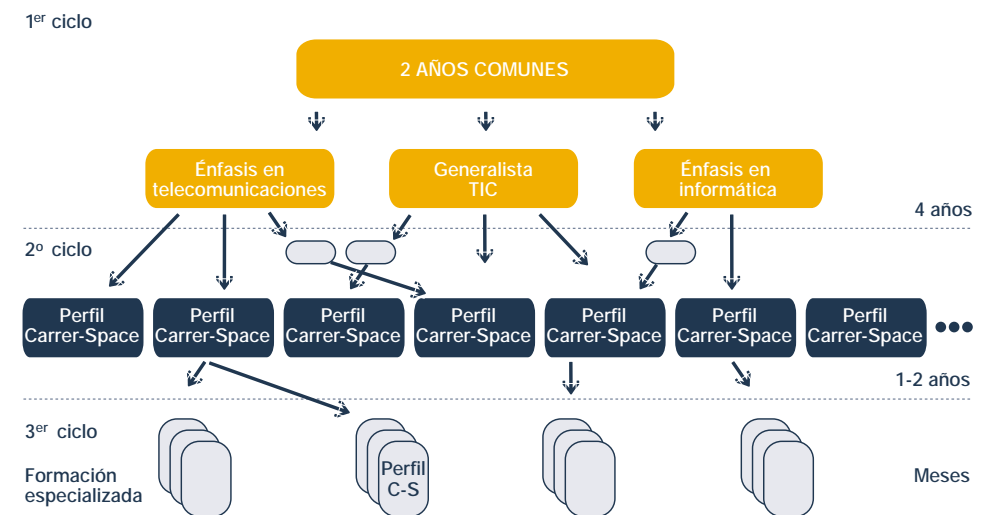 1er ciclo
2 AÑOS COMUNES
Énfasis en
telecomunicaciones
Generalista
TIC
Énfasis en
informática
4 años
2o ciclo
Perfil
Carrer-Space
Perfil
Carrer-Space
Perfil
Carrer-Space
Perfil
Carrer-Space
Perfil
Carrer-Space
Perfil
Carrer-Space
Perfil
Carrer-Space
1-2 años
3er ciclo
Perfil
C-S
Formación
especializada
Meses